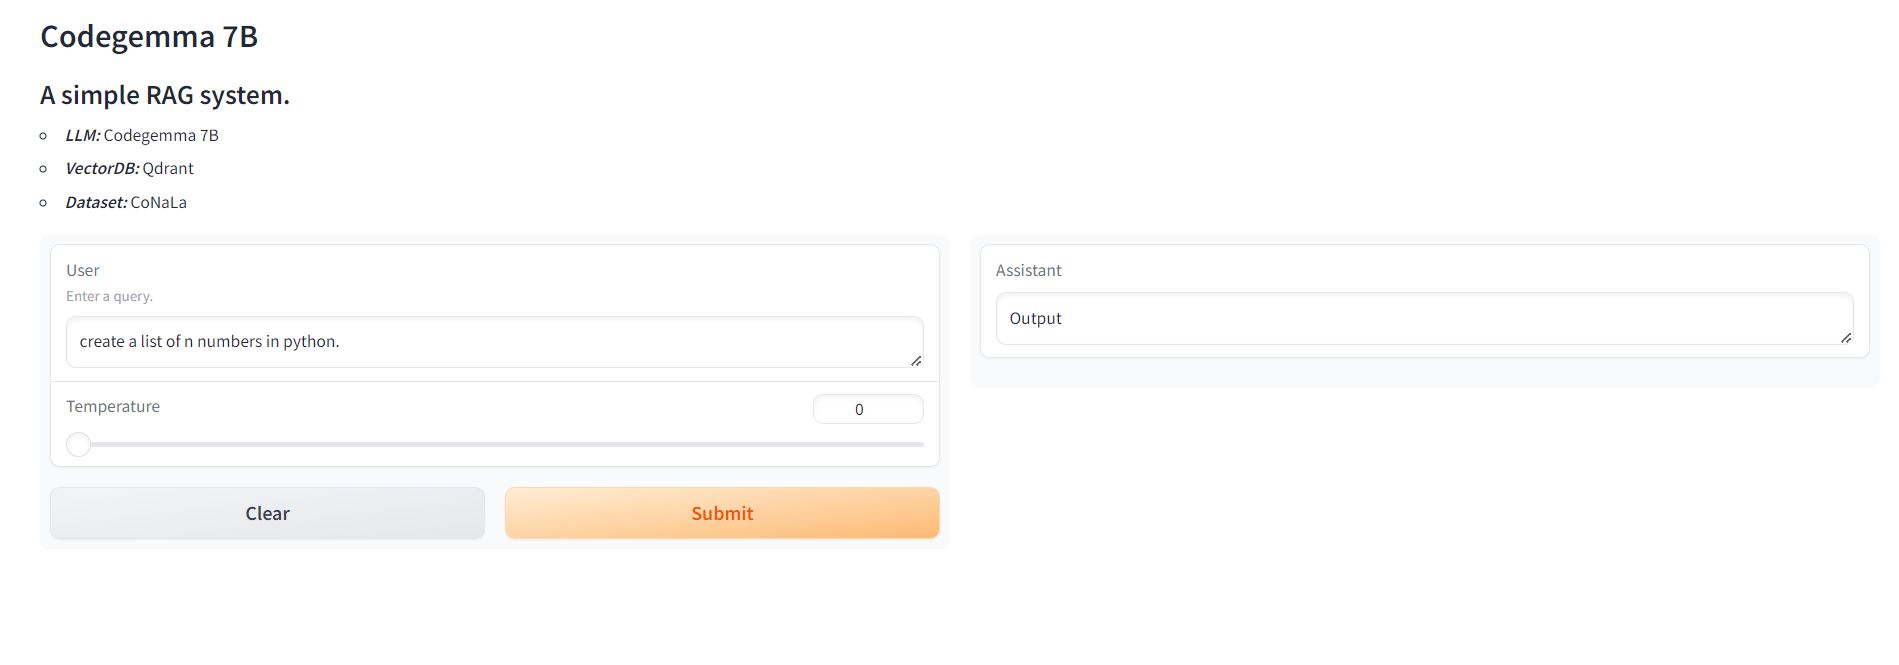 Codegemma 7B
A simple RAG system.
LLM: Codegemma 7B
VectorDB: Qdrant
Dataset: CoNaLa
User
Enter a query.
create a list of n numbers in python.
Temperature
0
Clear
Submit
Assistant
Output